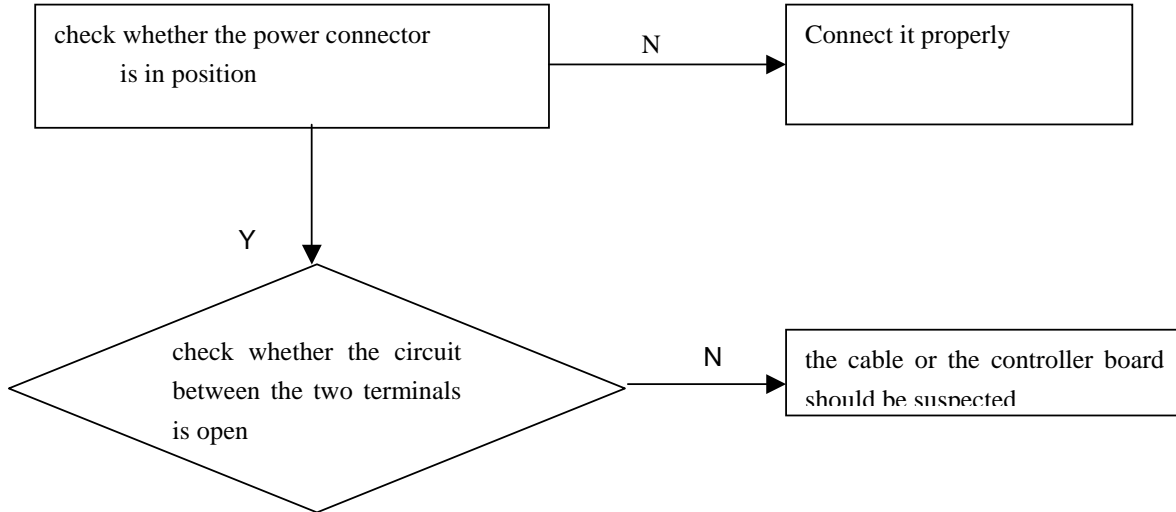 check whether the power connector
is in position
N
Connect it properly
Y
check whether the circuit
between the two terminals
is open
N
the cable or the controller board
should be suspected